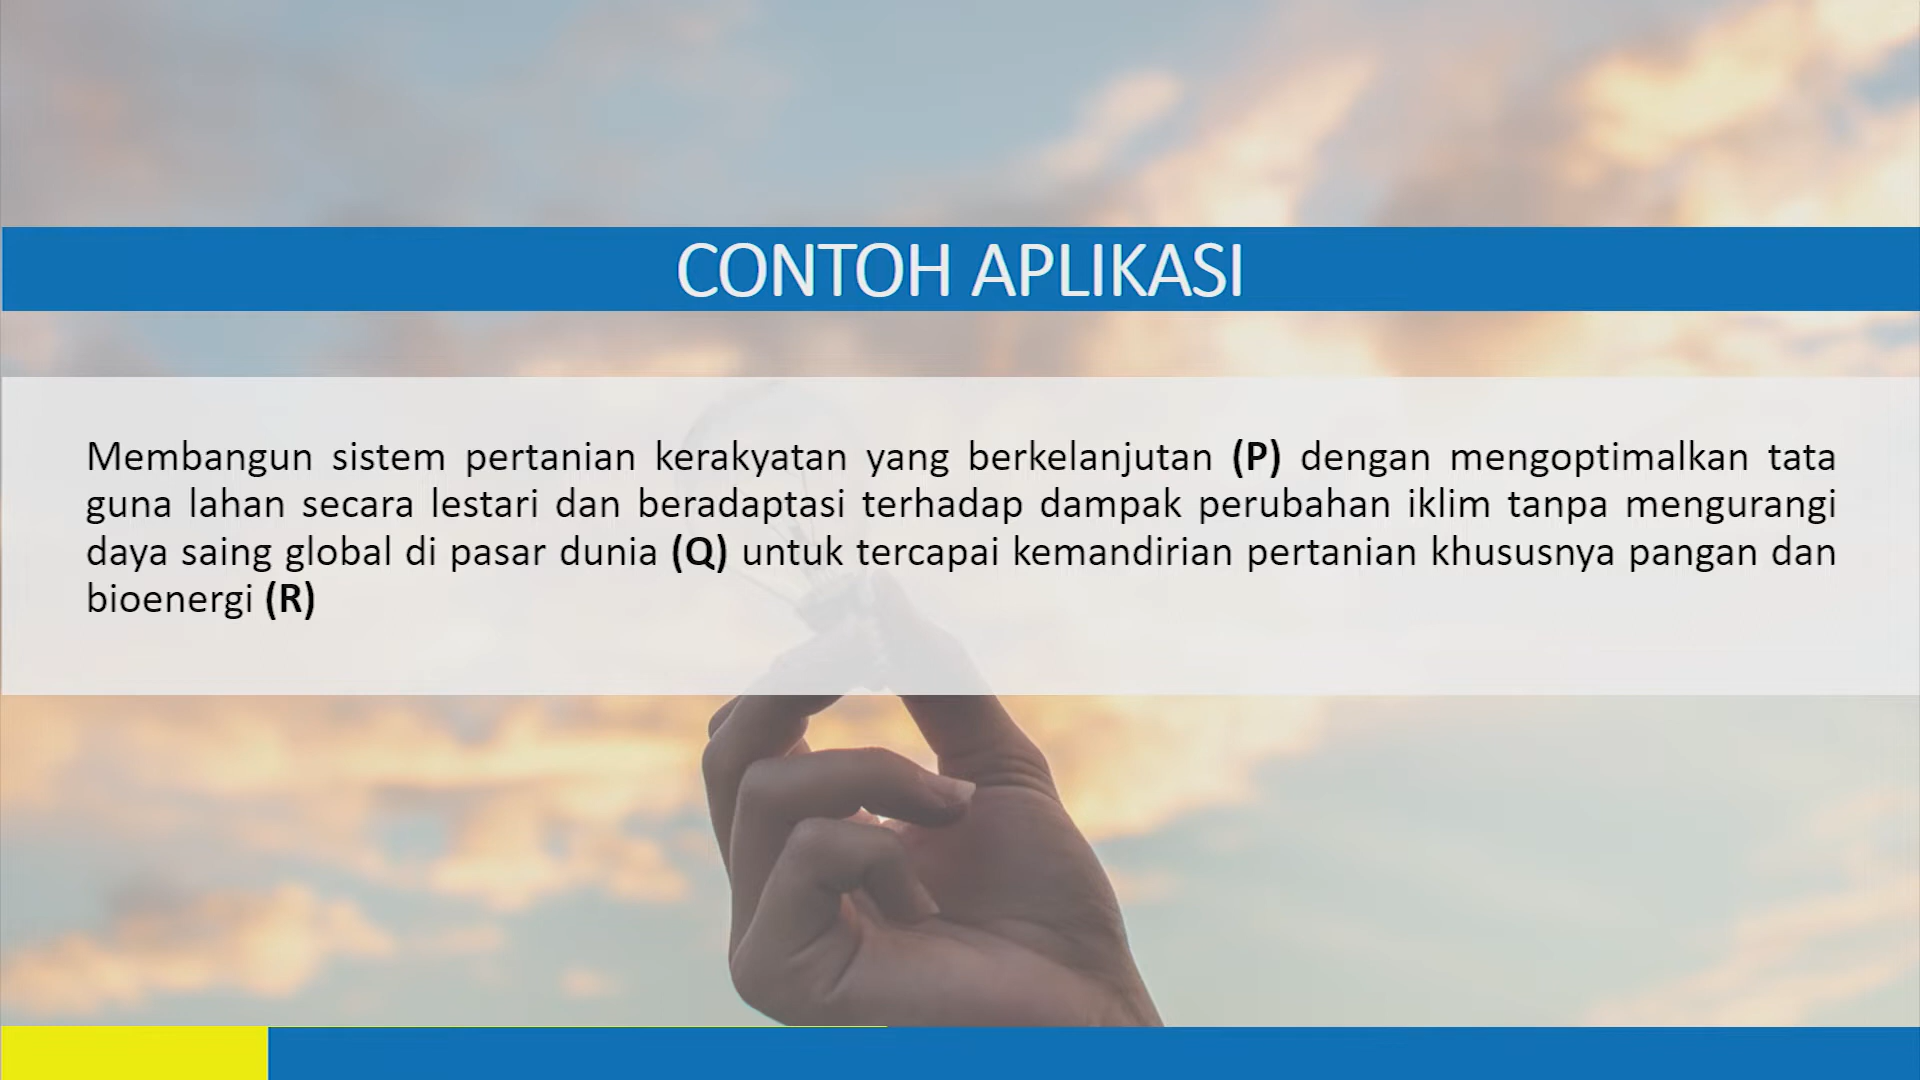 CONTOH APLIKASI
Membangun sistem pertanian kerakyatan yang berkelanjutan (P) dengan mengoptimalkan tata
guna lahan secara lestari dan beradaptasi terhadap dampak perubahan iklim tanpa mengurangi
daya saing global di pasar dunia (Q) untuk tercapai kemandirian pertanian khususnya pangan dan
bioenergi (R)